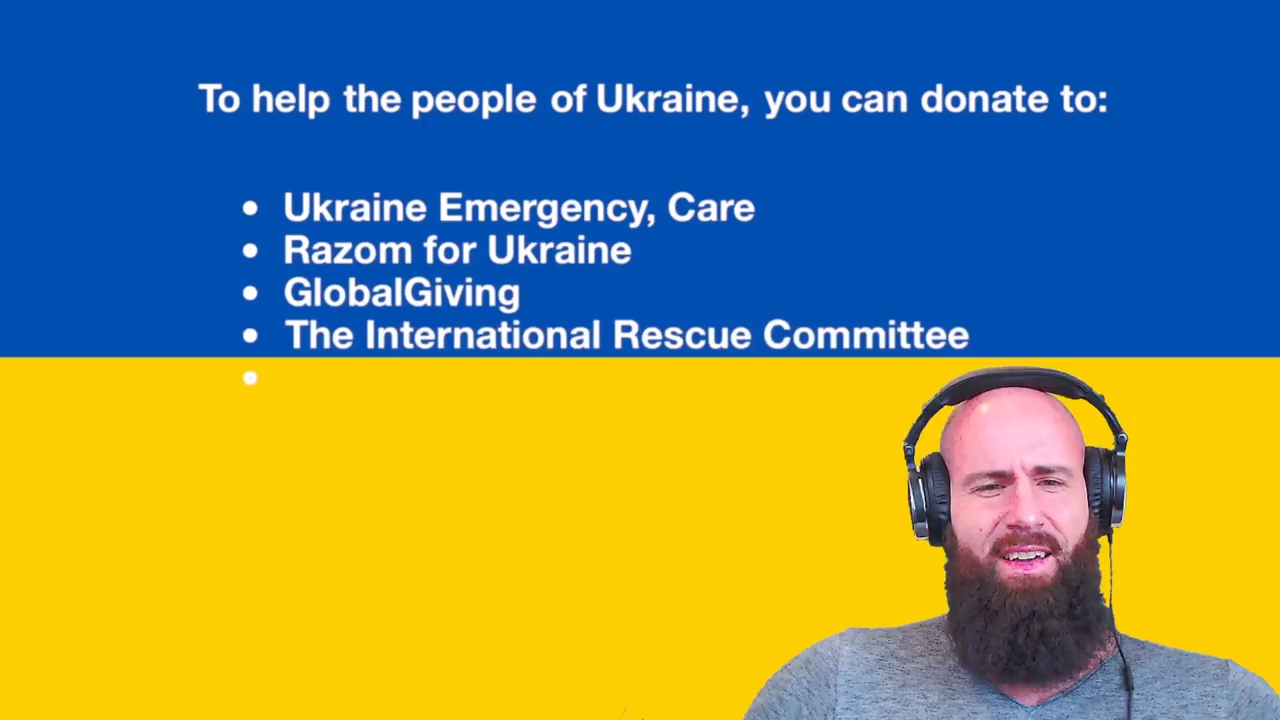 To help the people of Ukraine, you can donate to:
• Ukraine Emergency, Care
• Razom for Ukraine
• GlobalGiving
• The International Rescue Committee
•